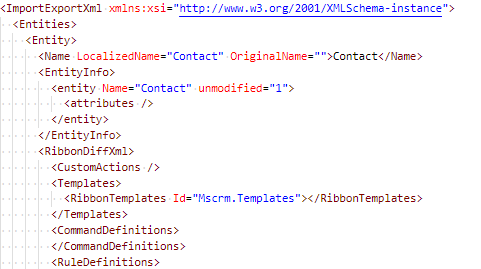 <ImportExportXml xmlns:xsi="http://www.w3.org/2001/XMLSchema-instance">
<Entities>
<Entity>
<Name LocalizedName="Contact" OriginalName="">Contact</Name>
<EntityInfo>
<entity Name="Contact" unmodified="1">
<attributes />
</entity>
</EntityInfo>
<RibbonDiffXml>
<CustomActions />
<Templates>
<RibbonTemplates Id="Mscrm.Templates"></RibbonTemplates>
</Templates>
<CommandDefinitions>
</CommandDefinitions>
<RuleDefinitions>